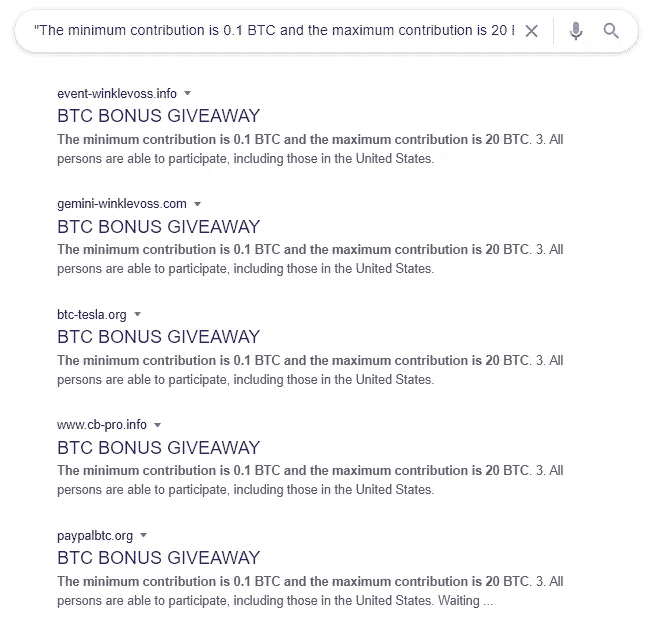 "The minimum contribution is 0.1 BTC and the maximum contribution is 20
event-winklevoss.info
BTC BONUS GIVEAWAY
The minimum contribution is 0.1 BTC and the maximum contribution is 20 BTC. 3. All
persons are able to participate, including those in the United States.
gemini-winklevoss.com
BTC BONUS GIVEAWAY
The minimum contribution is 0.1 BTC and the maximum contribution is 20 BTC. 3. All
persons are able to participate, including those in the United States.
btc-tesla.org
BTC BONUS GIVEAWAY
The minimum contribution is 0.1 BTC and the maximum contribution is 20 BTC. 3. All
persons are able to participate, including those in the United States.
www.cb-pro.info
BTC BONUS GIVEAWAY
The minimum contribution is 0.1 BTC and the maximum contribution is 20 BTC. 3. All
persons are able to participate, including those in the United States.
paypalbtc.org
BTC BONUS GIVEAWAY
The minimum contribution is 0.1 BTC and the maximum contribution is 20 BTC. 3. All
persons are able to participate, including those in the United States. Waiting ...